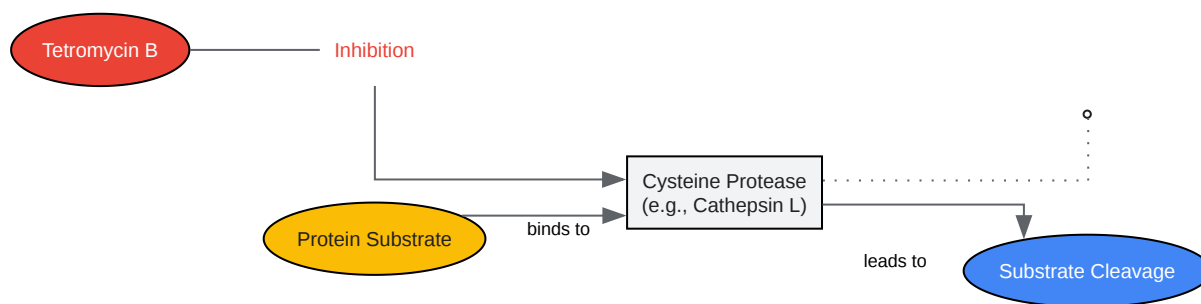 Tetromycin B
Inhibition
Cysteine Protease
(e.g., Cathepsin L)
Protein Substrate
binds to
leads to
Substrate Cleavage